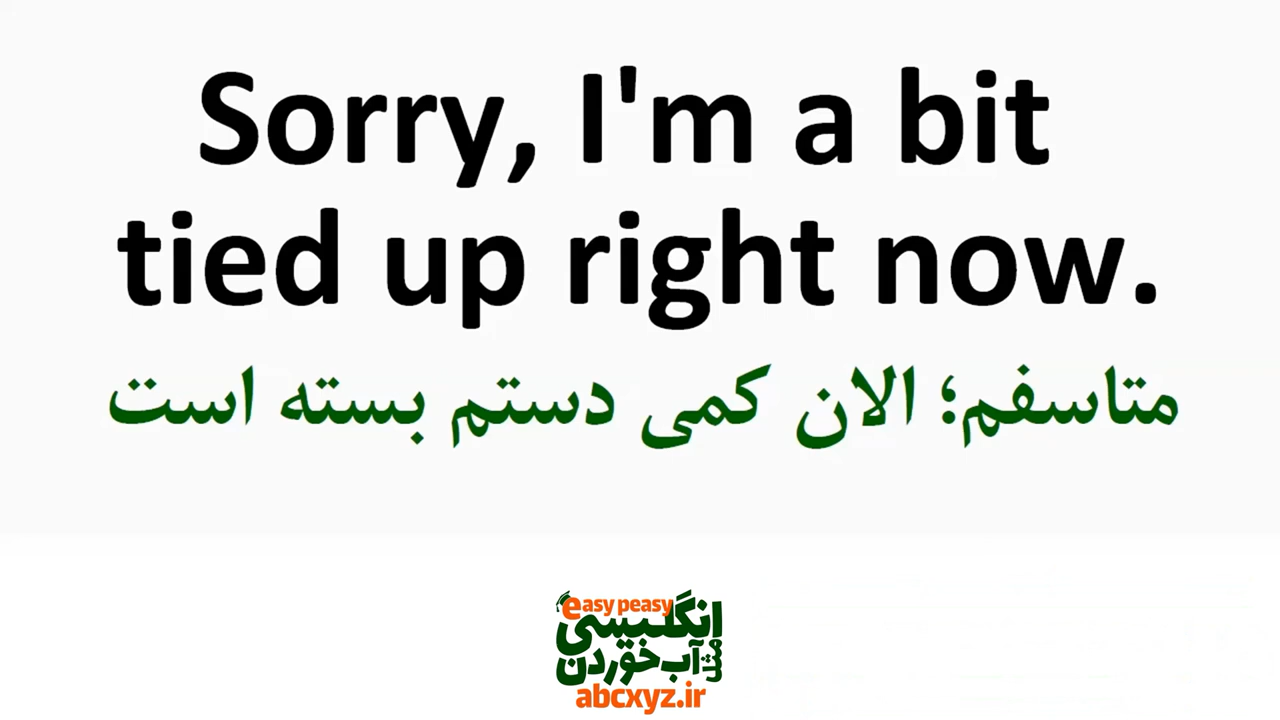 Sorry, I'm a bit
tied up right now.
متاسفم؛ الان کمی دستم بسته است
easy peasy
انگلیسی
مثل آب خوردن
abcxyz.ir